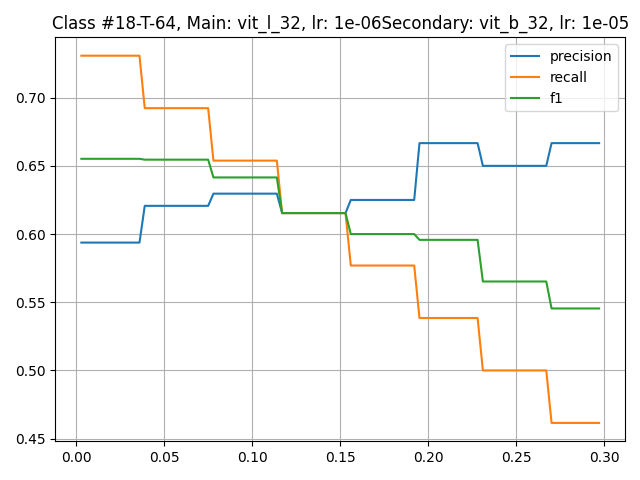 Class #18-T-64, Main: vit_l_32, lr: 1e-06Secondary: vit_b_32, lr: 1e-05
precision
recall
f1
0.70
0.65
0.60
0.55
0.50
0.45
0.00 0.05 0.10 0.15 0.20 0.25 0.30